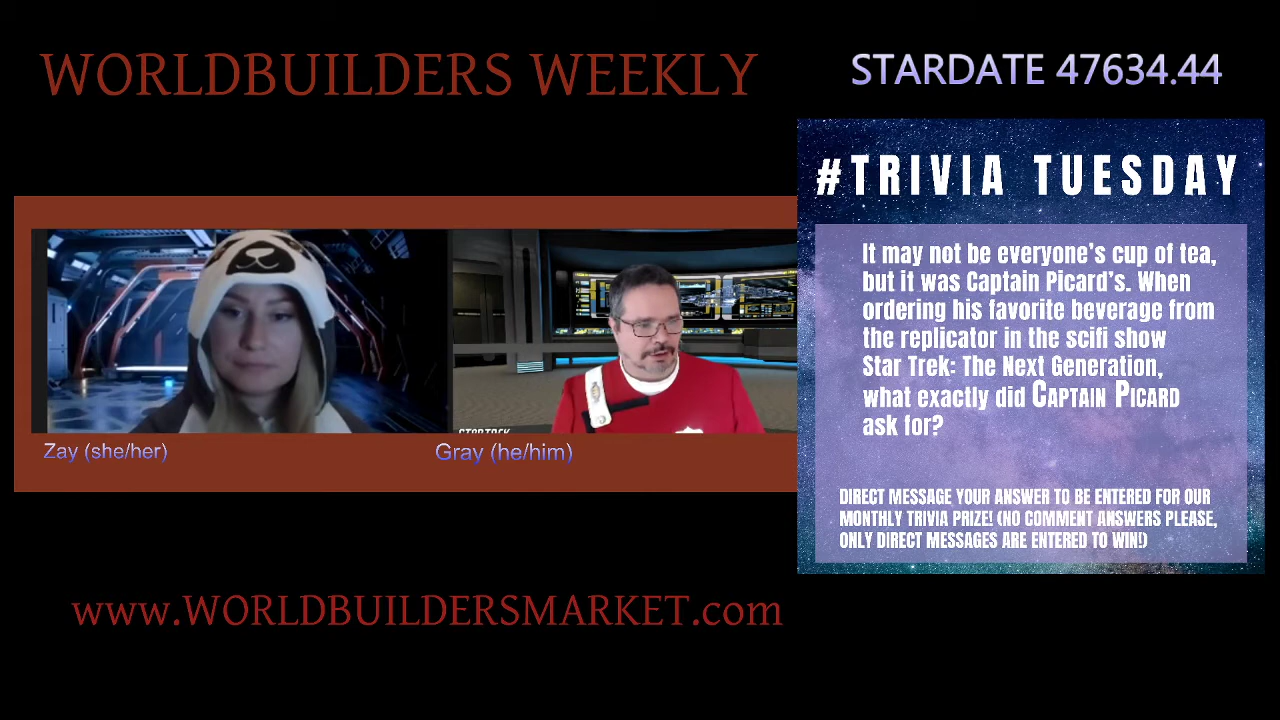 WORLDBUILDERS WEEKLY
STARDATE 47634.44
#TRIVIA TUESDAY
It may not be everyone's cup of tea,
but it was Captain Picard's. When
ordering his favorite beverage from
the replicator in the scifi show
Star Trek: The Next Generation,
what exactly did CAPTAIN PICARD
ask for?
DIRECT MESSAGE YOUR ANSWER TO BE ENTERED FOR OUR
MONTHLY TRIVIA PRIZE! (NO COMMENT ANSWERS PLEASE,
ONLY DIRECT MESSAGES ARE ENTERED TO WIN!)
Zay (she/her)
Gray (he/him)
www.WORLDBUILDERSMARKET.com